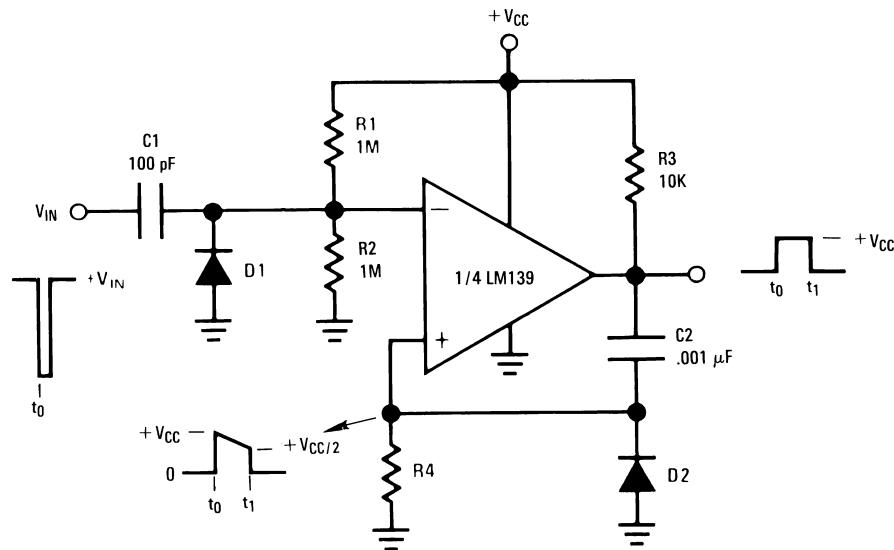 + VCC
R1
1M
R3
10K
C1
100 pF
VIN
−
+ VCC
D1
R2
1M
1/4 LM139
t0 t1
+VIN
+
C2
.001 μF
t0
+ VCC
+ VCC/2
0
R4
D2
t0 t1